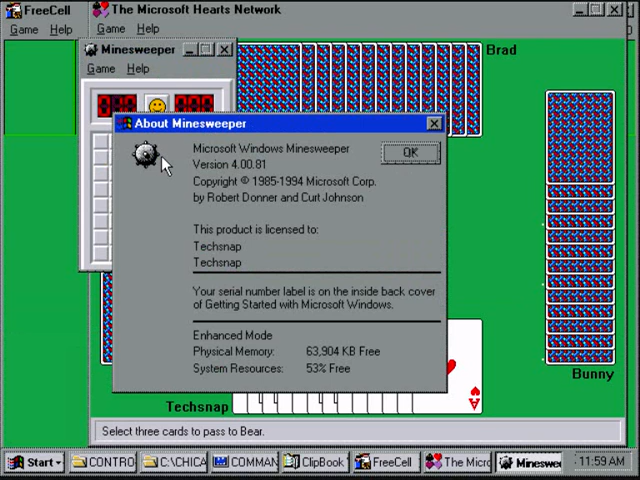 FreeCell
The Microsoft Hearts Network
Game Help
Game Help
Minesweeper
Game Help
Brad
About Minesweeper
Microsoft Windows Minesweeper
OK
Version 4.00.81
Copyright © 1985-1994 Microsoft Corp.
by Robert Donner and Curt Johnson
This product is licensed to:
Techsnap
Techsnap
Your serial number label is on the inside back cover
of Getting Started with Microsoft Windows.
Enhanced Mode
Physical Memory: 63,904 KB Free
System Resources: 53% Free
Bunny
Techsnap
A
Select three cards to pass to Bear.
Start CONTRO C:\CHICA COMMAN ClipBook FreeCell The Micro Mineswee 11:59 AM